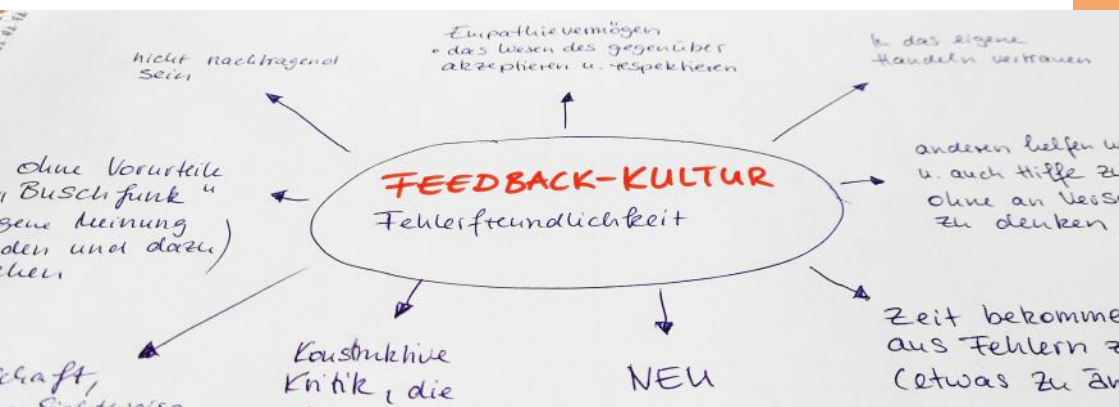 nicht nachtragend
sein
Empathievermögen
• das Wesen des gegenüber
akzeptieren u. respektieren
In das eigene
Handeln vertrauen
ohne Vorurteile
„Buschfunk“
Meinung
und dazu)
FEEDBACK-KULTUR
Fehlerfreundlichkeit
anderen helfen
u. auch Hilfe
ohne an
zu denken
Konstruktive
Kritik, die
NEU
Zeit
aus Fehlern
(etwas zu